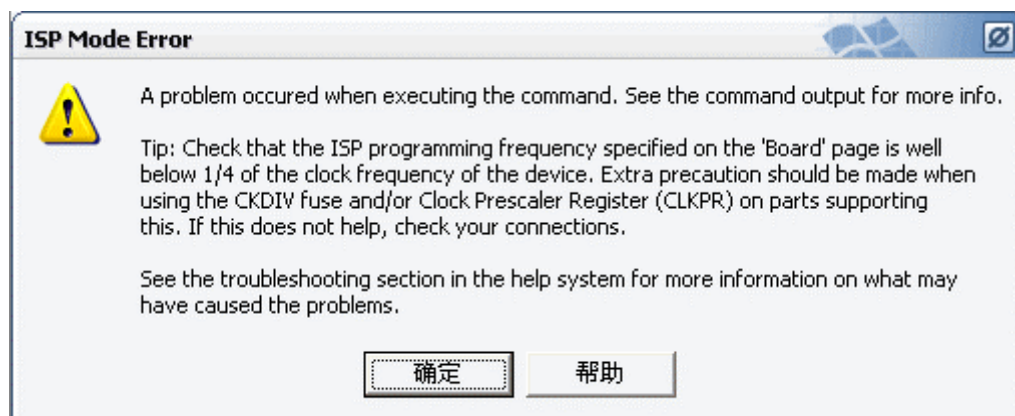 ISP Mode Error
A problem occured when executing the command. See the command output for more info.
Tip: Check that the ISP programming frequency specified on the 'Board' page is well
below 1/4 of the clock frequency of the device. Extra precaution should be made when
using the CKDIV fuse and/or Clock Prescaler Register (CLKPR) on parts supporting
this. If this does not help, check your connections.
See the troubleshooting section in the help system for more information on what may
have caused the problems.
确定 帮助